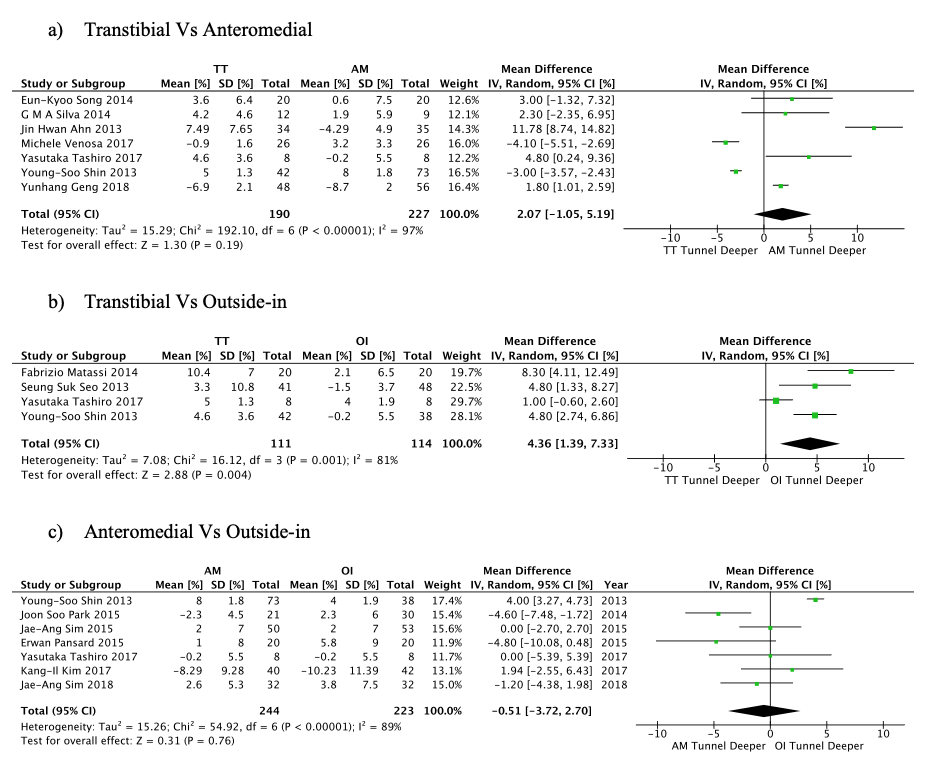 a) Transtibial Vs Anteromedial
TT AM Mean Difference Mean Difference
Study or Subgroup Mean [%] SD [%] Total Mean [%] SD [%] Total Weight IV, Random, 95% CI [%] IV, Random, 95% CI [%]
Eun-Kyoo Song 2014 3.6 6.4 20 0.6 7.5 20 12.6% 3.00 [-1.32, 7.32]
G M A Silva 2014 4.2 4.6 12 1.9 5.9 9 12.1% 2.30 [-2.35, 6.95]
Jin Hwan Ahn 2013 7.49 7.65 34 -4.29 4.9 35 14.3% 11.78 [8.74, 14.82]
Michele Venosa 2017 -0.9 1.6 26 3.2 3.3 26 16.4% -4.10 [-5.51, -2.69]
Yasutaka Tashiro 2017 4.6 3.6 8 -0.2 5.5 8 12.2% 4.80 [0.24, 9.36]
Young-Soo Shin 2013 5 1.3 42 8 1.8 73 16.5% -3.00 [-3.57, -2.43]
Yunhang Geng 2018 -6.9 2.1 48 -8.7 2 56 16.4% 1.80 [1.01, 2.59]
Total (95% CI) 190 227 100.0% 2.07 [-1.05, 5.19]
Heterogeneity: Tau² = 15.29; Chi² = 192.10, df = 6 (P < 0.00001); I² = 97%
Test for overall effect: Z = 1.30 (P = 0.19)
-10 -5 0 5 10
TT Tunnel Deeper AM Tunnel Deeper
b) Transtibial Vs Outside-in
TT OI Mean Difference Mean Difference
Study or Subgroup Mean [%] SD [%] Total Mean [%] SD [%] Total Weight IV, Random, 95% CI [%] IV, Random, 95% CI [%]
Fabrizio Matassi 2014 10.4 7 20 2.1 6.5 20 19.7% 8.30 [4.11, 12.49]
Seung Suk Seo 2013 3.3 10.8 41 -1.5 3.7 48 22.5% 4.80 [1.33, 8.27]
Yasutaka Tashiro 2017 5 1.3 8 4 1.9 8 29.7% 1.00 [-0.60, 2.60]
Young-Soo Shin 2013 4.6 3.6 42 -0.2 5.5 38 28.1% 4.80 [2.74, 6.86]
Total (95% CI) 111 114 100.0% 4.36 [1.39, 7.33]
Heterogeneity: Tau² = 7.08; Chi² = 16.12, df = 3 (P = 0.001); I² = 81%
Test for overall effect: Z = 2.88 (P = 0.004)
-10 -5 0 5 10
TT Tunnel Deeper OI Tunnel Deeper
c) Anteromedial Vs Outside-in
AM OI Mean Difference Mean Difference
Study or Subgroup Mean [%] SD [%] Total Mean [%] SD [%] Total Weight IV, Random, 95% CI [%] Year IV, Random, 95% CI [%]
Young-Soo Shin 2013 8 1.8 73 4 1.9 38 17.4% 4.00 [3.27, 4.73] 2013
Joon Soo Park 2015 -2.3 4.5 21 2.3 6 30 15.4% -4.60 [-7.48, -1.72] 2014
Jae-Ang Sim 2015 2 7 50 2 7 53 15.6% 0.00 [-2.70, 2.70] 2015
Erwan Pansard 2015 1 8 20 5.8 9 20 11.9% -4.80 [-10.08, 0.48] 2015
Yasutaka Tashiro 2017 -0.2 5.5 8 -0.2 5.5 8 11.7% 0.00 [-5.39, 5.39] 2017
Kang-Il Kim 2017 -8.29 9.28 40 -10.23 11.39 42 13.1% 1.94 [-2.55, 6.43] 2017
Jae-Ang Sim 2018 2.6 5.3 32 3.8 7.5 32 15.0% -1.20 [-4.38, 1.98] 2018
Total (95% CI) 244 223 100.0% -0.51 [-3.72, 2.70]
Heterogeneity: Tau² = 15.26; Chi² = 54.92, df = 6 (P < 0.00001); I² = 89%
Test for overall effect: Z = 0.31 (P = 0.76)
-10 -5 0 5 10
AM Tunnel Deeper OI Tunnel Deeper